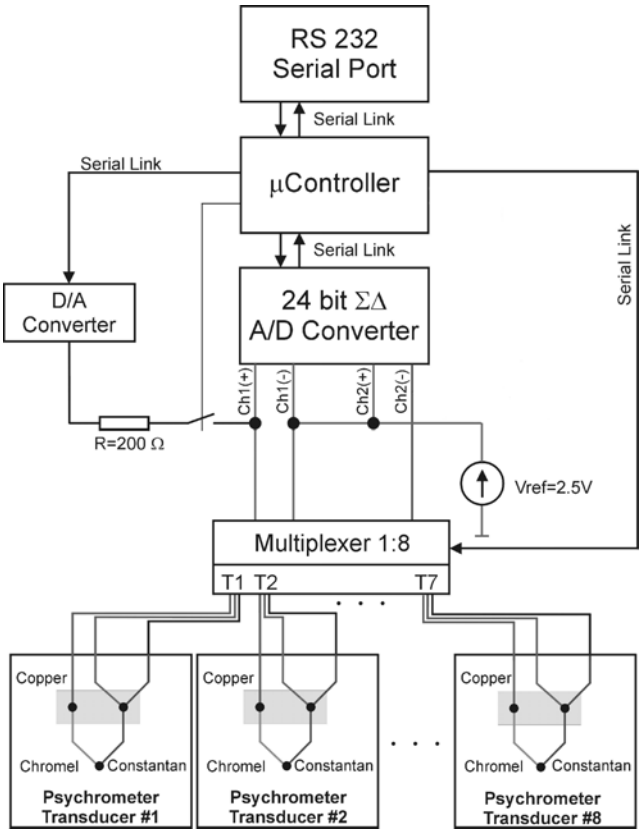 RS 232
Serial Port
Serial Link
Serial Link
μController
Serial Link
Serial Link
D/A
Converter
24 bit ΣΔ
A/D Converter
Ch1(+)
Ch1(-)
Ch2(+)
Ch2(-)
R=200 Ω
Vref=2.5V
Multiplexer 1:8
T1 T2 . . . T7
Copper
Chromel
Constantan
Psychrometer
Transducer #1
Copper
Chromel
Constantan
Psychrometer
Transducer #2
. . .
Copper
Chromel
Constantan
Psychrometer
Transducer #8